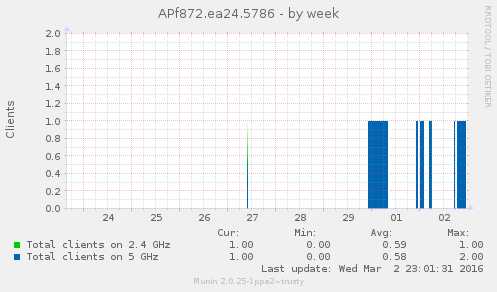 APf872.ea24.5786 - by week
RRDTOOL / TOBI OETIKER
Clients
2.0
1.8
1.6
1.4
1.2
1.0
0.8
0.6
0.4
0.2
0.0
24 25 26 27 28 29 01 02
Cur: Min: Avg: Max:
Total clients on 2.4 GHz 1.00 0.00 0.59 1.00
Total clients on 5 GHz 1.00 0.00 0.58 2.00
Last update: Wed Mar 2 23:01:31 2016
Munin 2.0.25-1ppa2~trusty